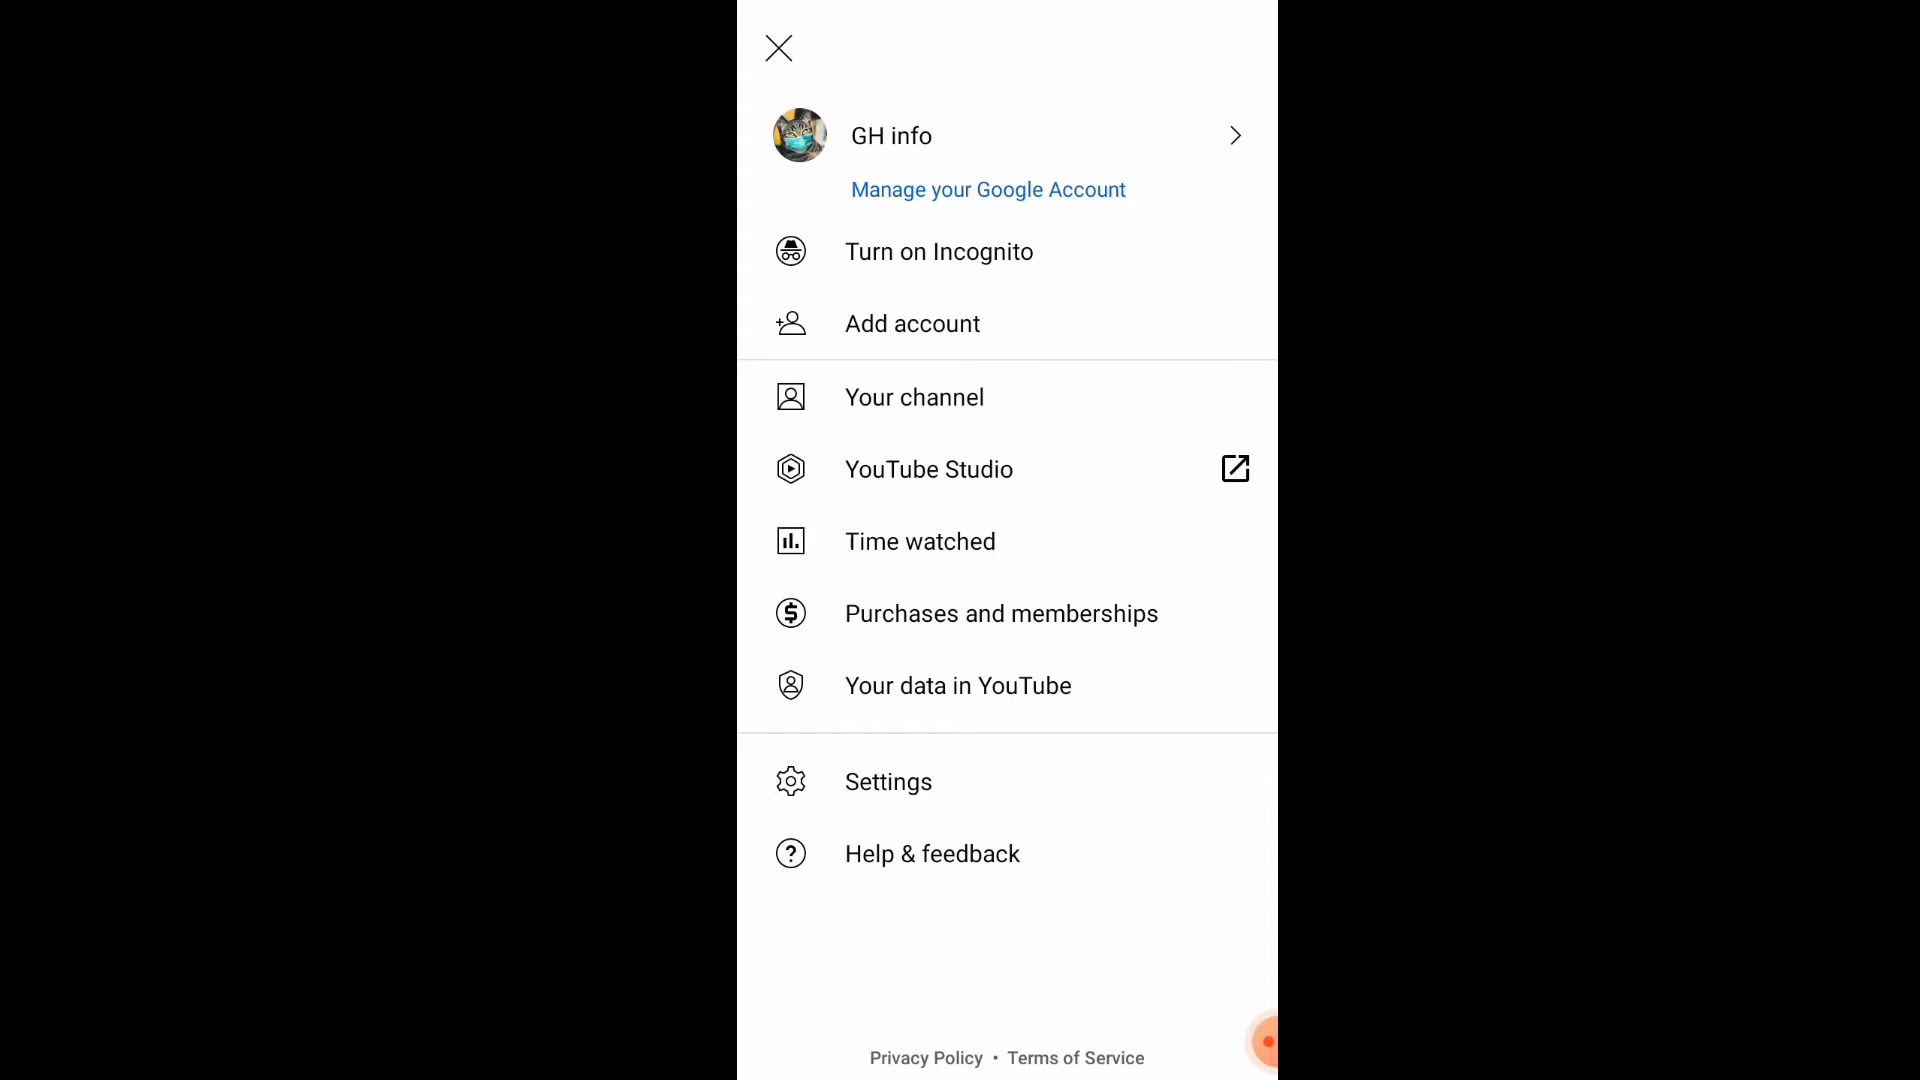 GH info
Manage your Google Account
Turn on Incognito
Add account
Your channel
YouTube Studio
Time watched
Purchases and memberships
Your data in YouTube
Settings
Help & feedback
Privacy Policy • Terms of Service